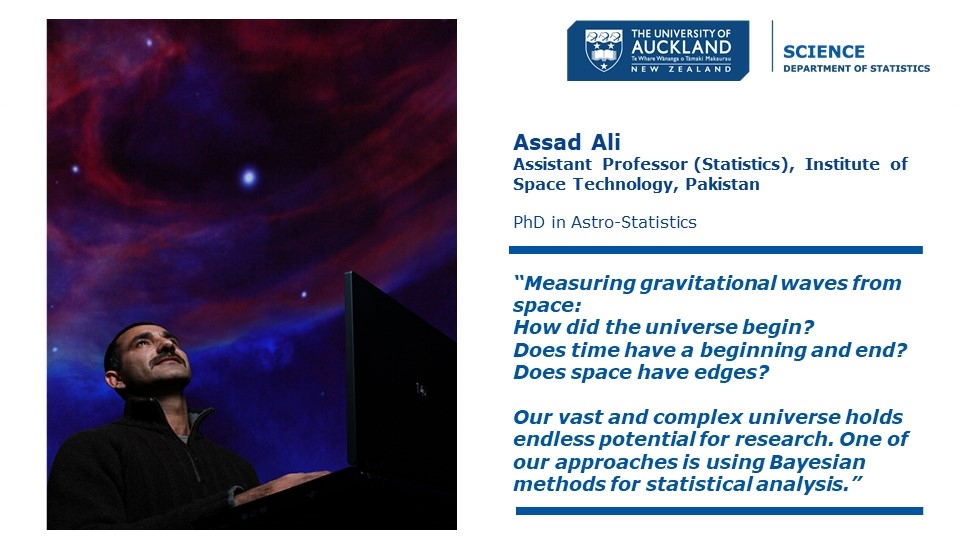 THE UNIVERSITY OF
AUCKLAND
Te Whare Wānanga o Tāmaki Makaurau
NEW ZEALAND
SCIENCE
DEPARTMENT OF STATISTICS
Assad Ali
Assistant Professor (Statistics), Institute of
Space Technology, Pakistan
PhD in Astro-Statistics
“Measuring gravitational waves from
space:
How did the universe begin?
Does time have a beginning and end?
Does space have edges?
Our vast and complex universe holds
endless potential for research. One of
our approaches is using Bayesian
methods for statistical analysis.”